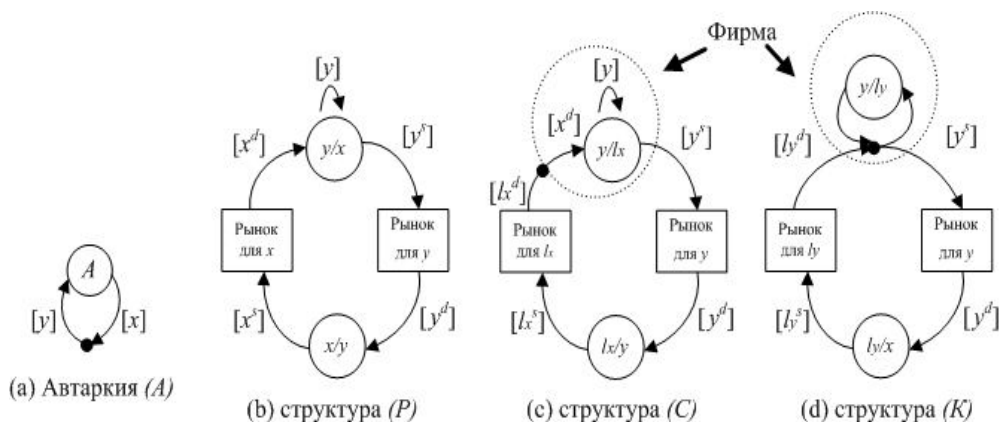 Фирма
[y]
[y]
[x^d]
y/x
[y^s]
[x^d]
y/lx
[y^s]
[ly^d]
y/ly
[y^s]
[lx^d]
Рынок
для x
Рынок
для y
Рынок
для lx
Рынок
для y
Рынок
для ly
Рынок
для y
A
[y]
[x]
[x^s]
x/y
[y^d]
[lx^s]
lx/y
[y^d]
[ly^s]
ly/x
[y^d]
(a) Автаркия (A)
(b) структура (P)
(c) структура (C)
(d) структура (K)